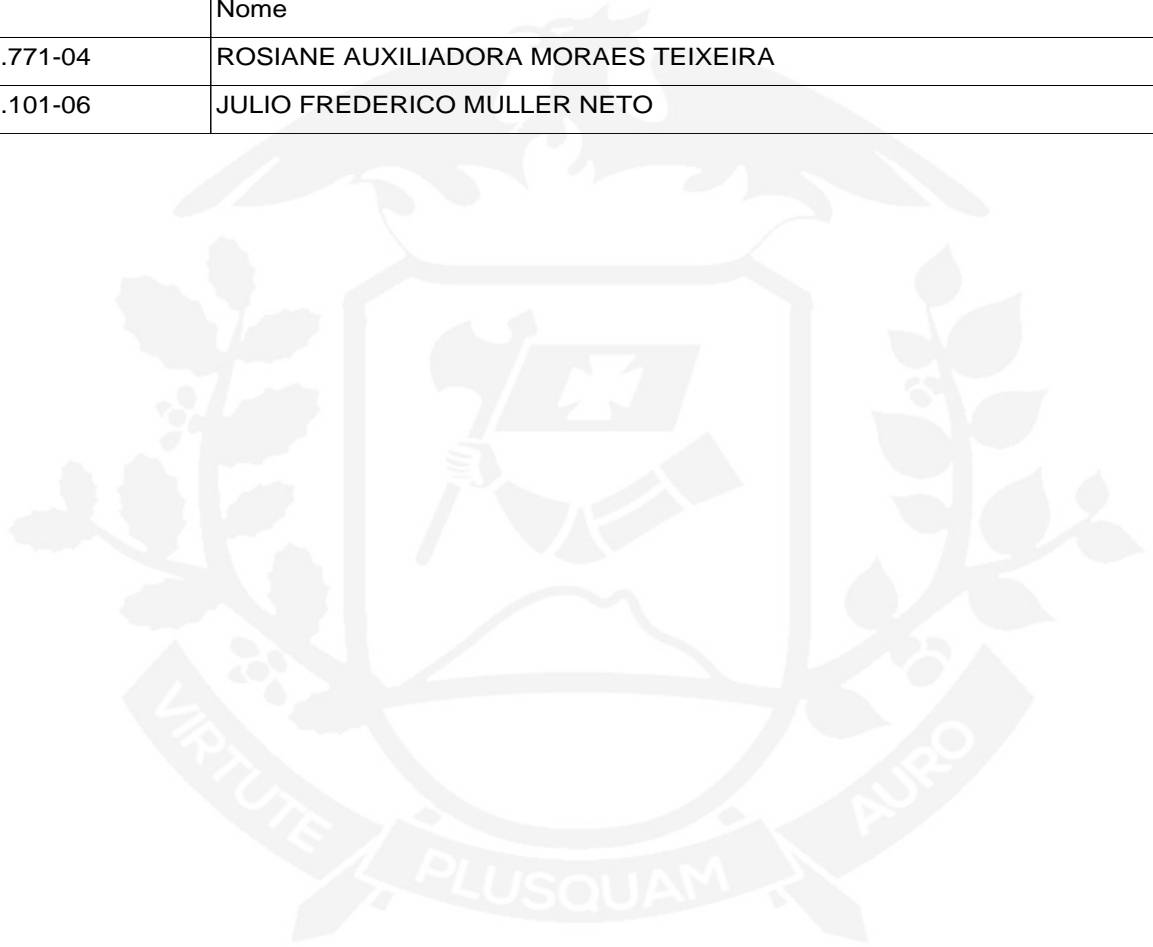 Nome
.771-04 ROSIANE AUXILIADORA MORAES TEIXEIRA
.101-06 JULIO FREDERICO MULLER NETO
VIRTUTE PLUSQUAM AURO